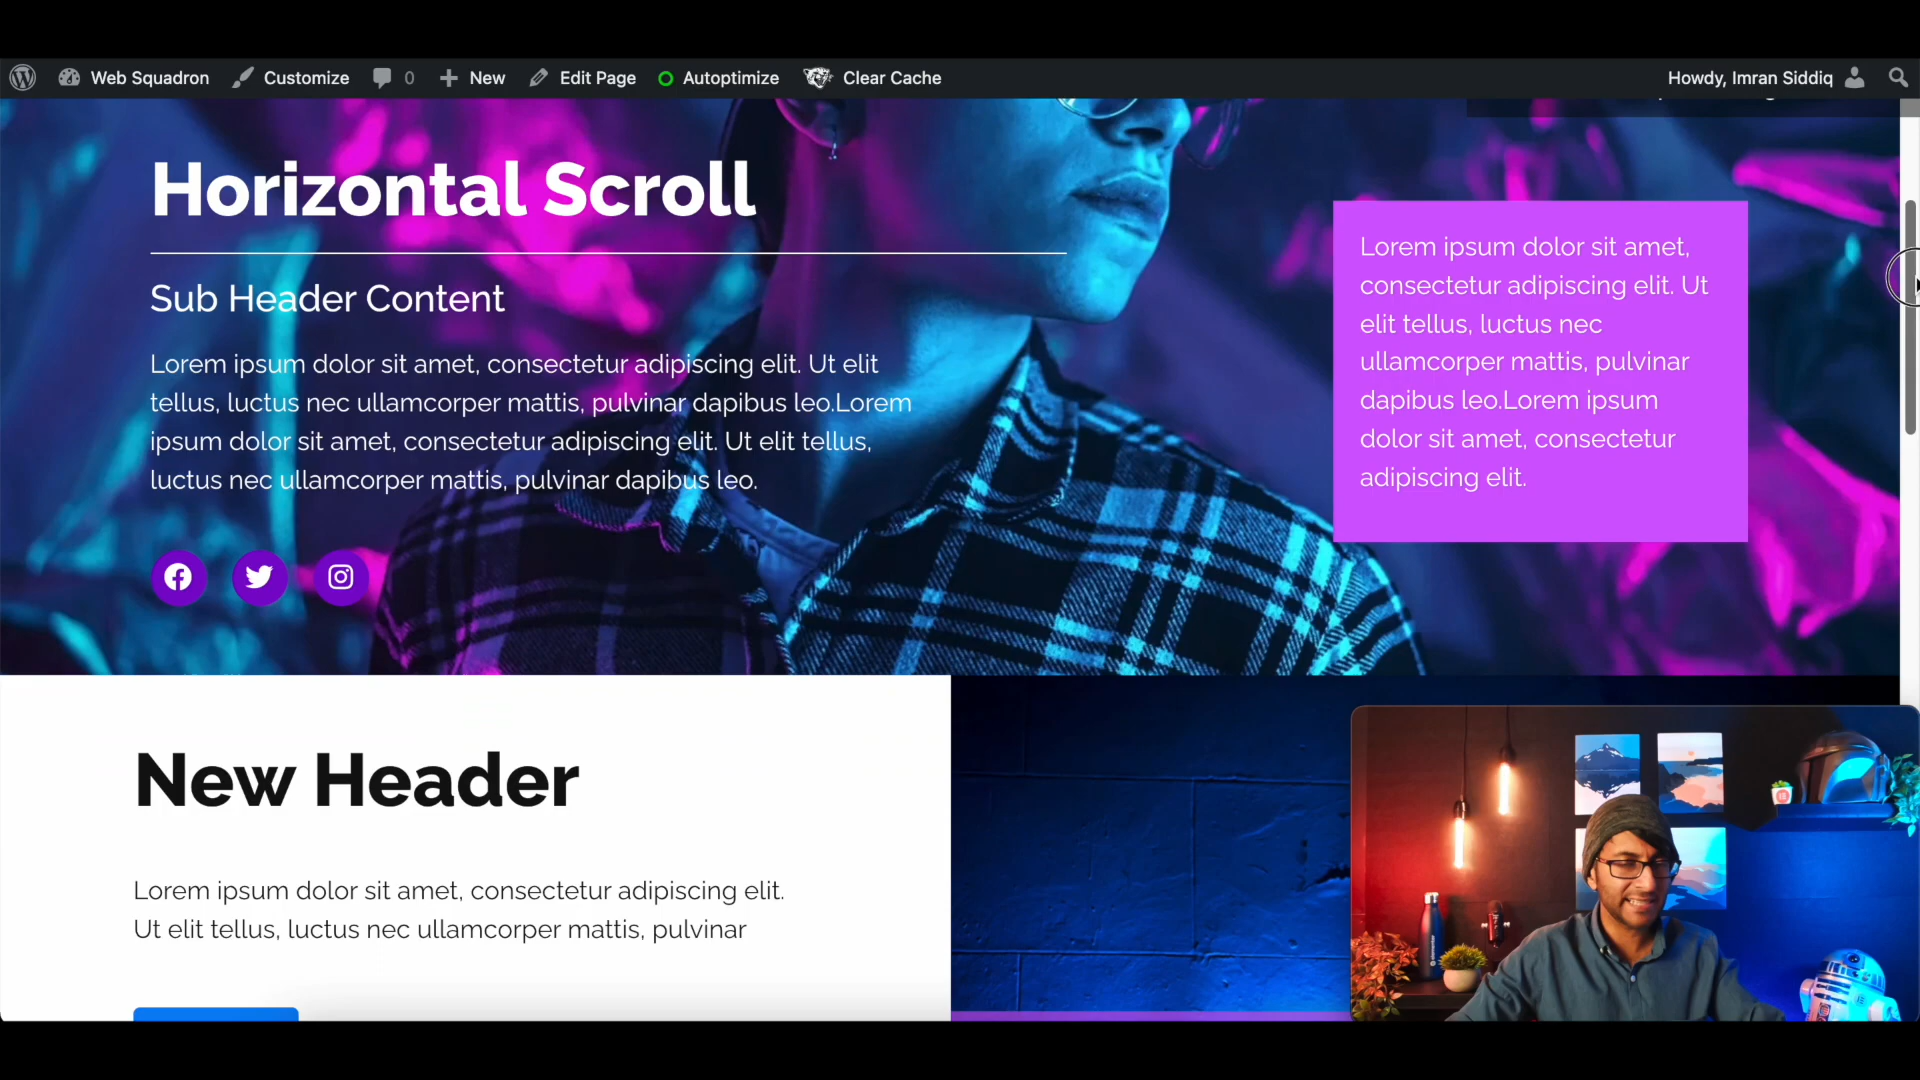 Web Squadron Customize 0 New Edit Page Autoptimize Clear Cache Howdy, Imran Siddiq
Horizontal Scroll
Sub Header Content
Lorem ipsum dolor sit amet, consectetur adipiscing elit. Ut elit
tellus, luctus nec ullamcorper mattis, pulvinar dapibus leo.Lorem
ipsum dolor sit amet, consectetur adipiscing elit. Ut elit tellus,
luctus nec ullamcorper mattis, pulvinar dapibus leo.
Lorem ipsum dolor sit amet,
consectetur adipiscing elit. Ut
elit tellus, luctus nec
ullamcorper mattis, pulvinar
dapibus leo.Lorem ipsum
dolor sit amet, consectetur
adipiscing elit.
New Header
Lorem ipsum dolor sit amet, consectetur adipiscing elit.
Ut elit tellus, luctus nec ullamcorper mattis, pulvinar